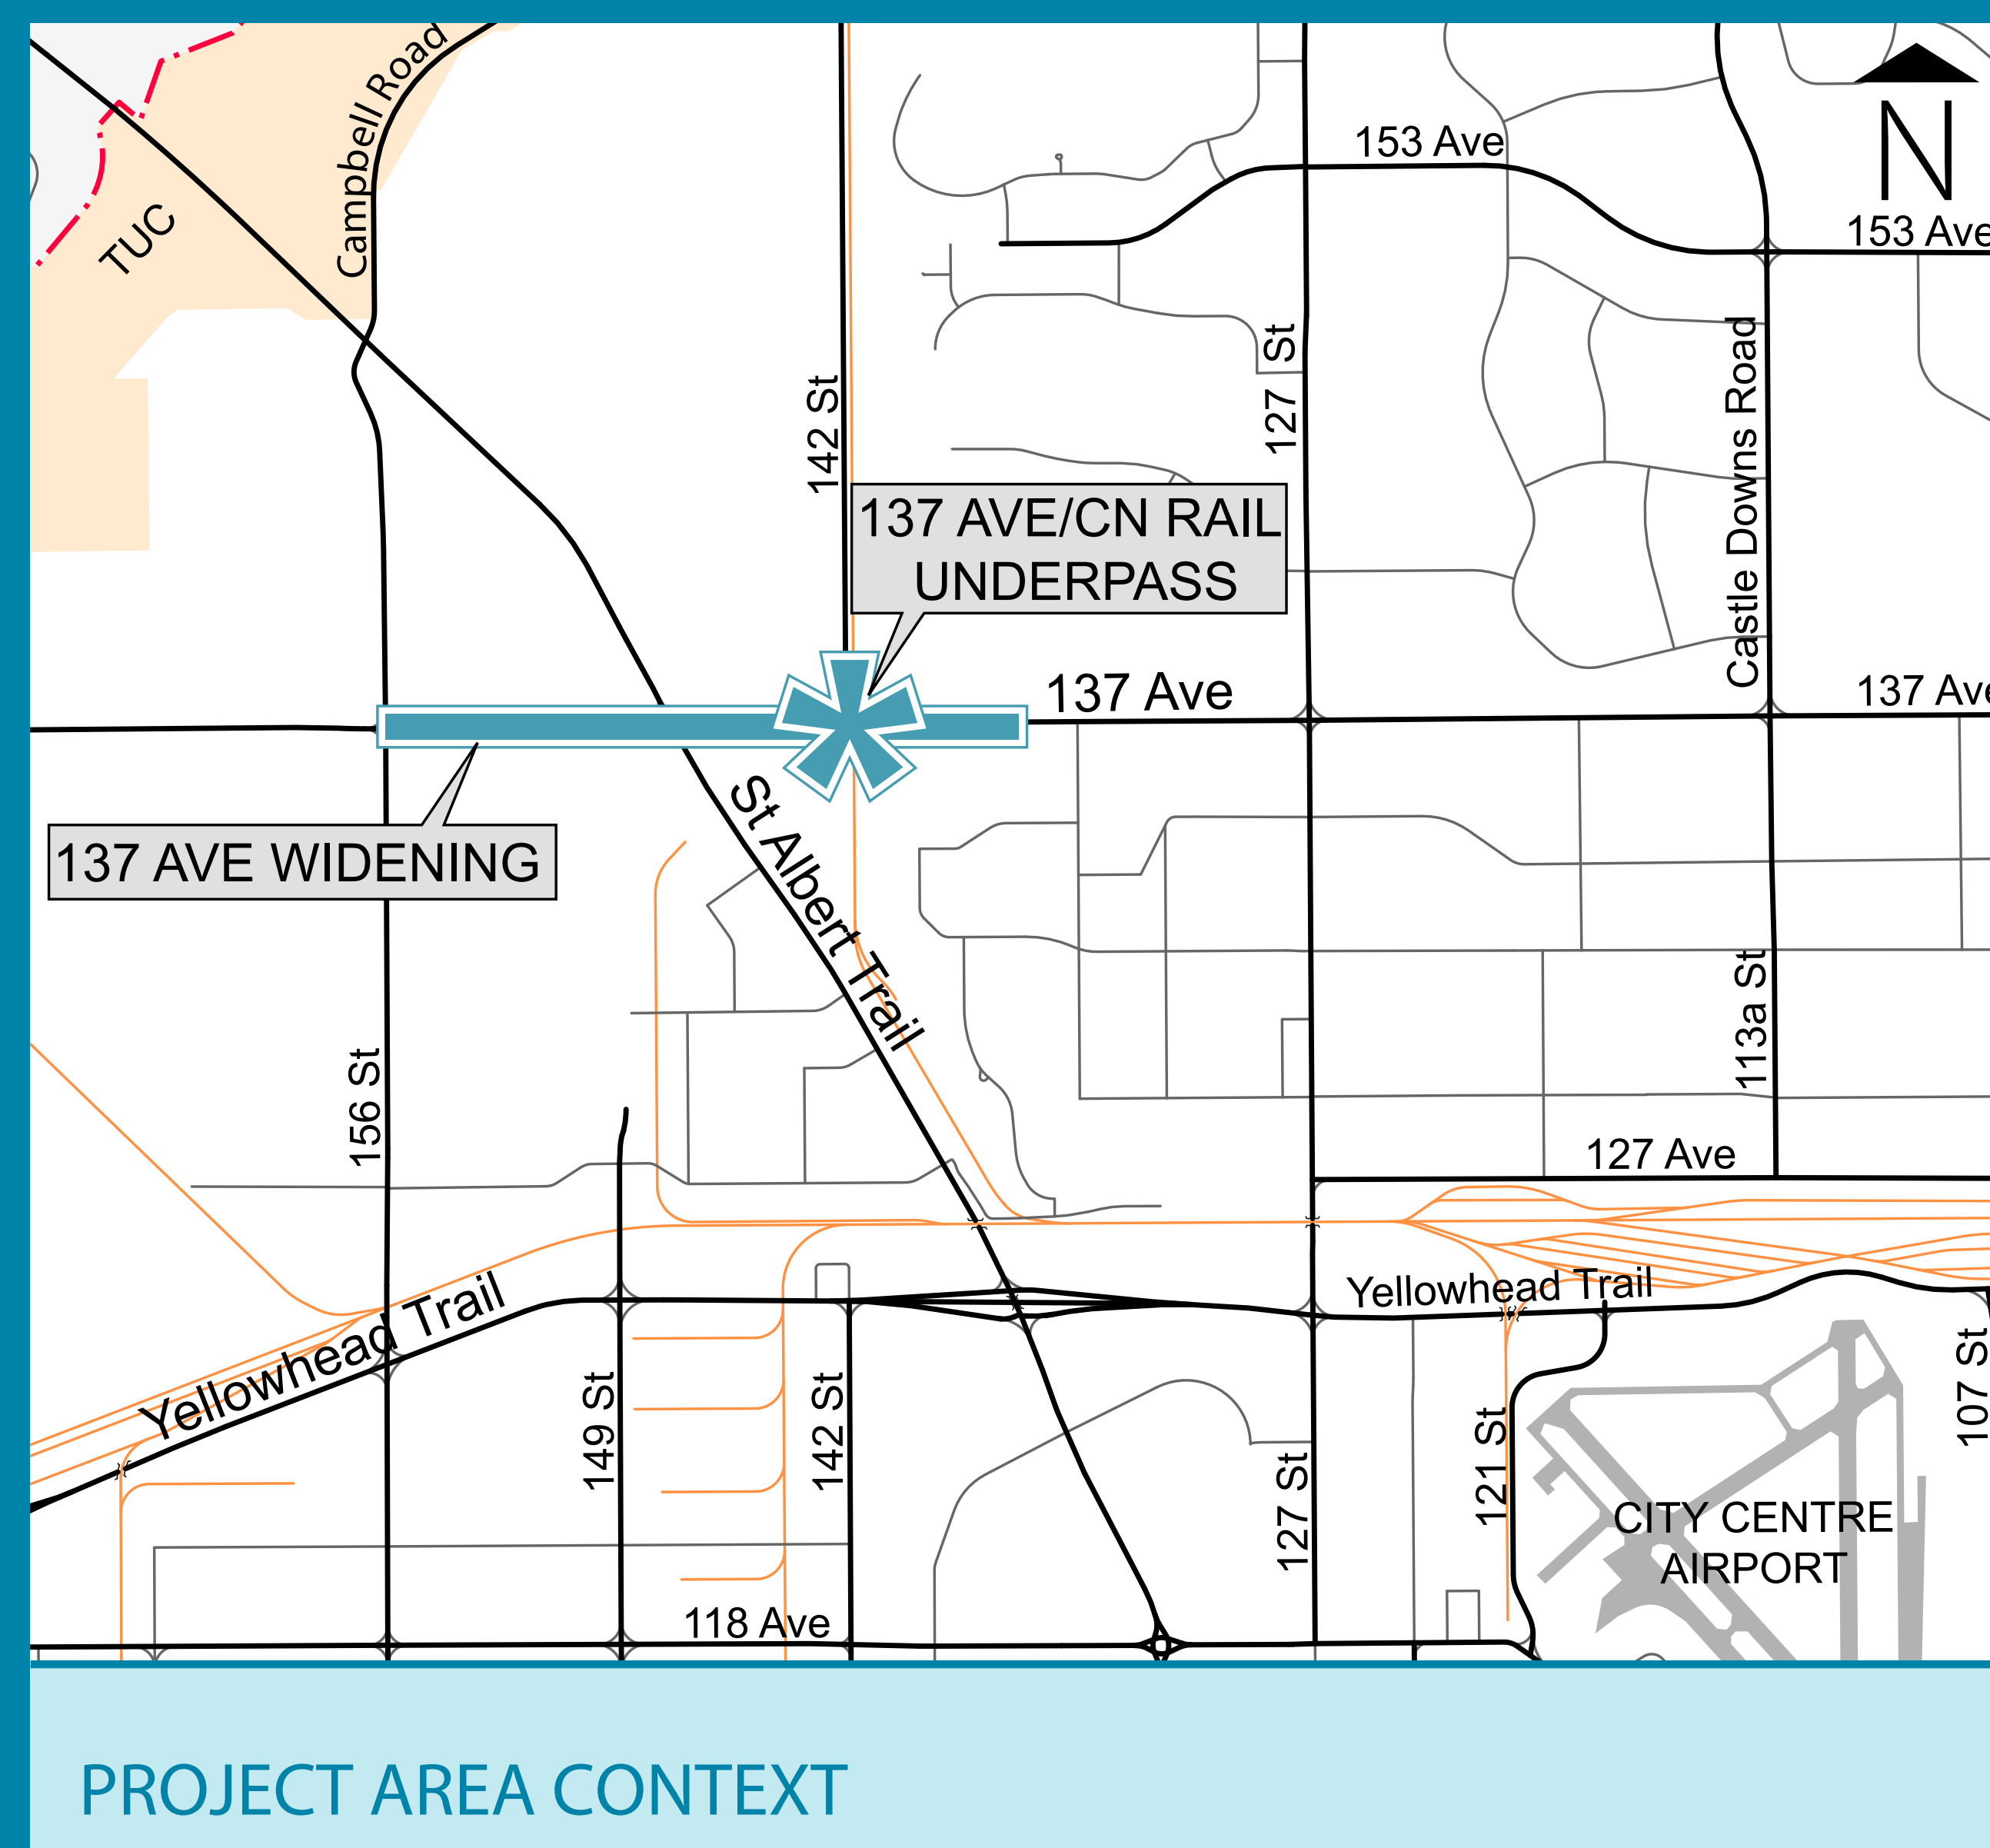 Campbell Road
153 Ave
N
TUC
153 Ave
142 St
127 St
Castle Downs Road
137 AVE/CN RAIL
UNDERPASS
137 Ave
137 Ave
St Albert Trail
137 AVE WIDENING
113a St
156 St
127 Ave
Yellowhead Trail
Yellowhead Trail
149 St
142 St
127 St
121 St
107 St
CITY CENTRE
AIRPORT
118 Ave
PROJECT AREA CONTEXT